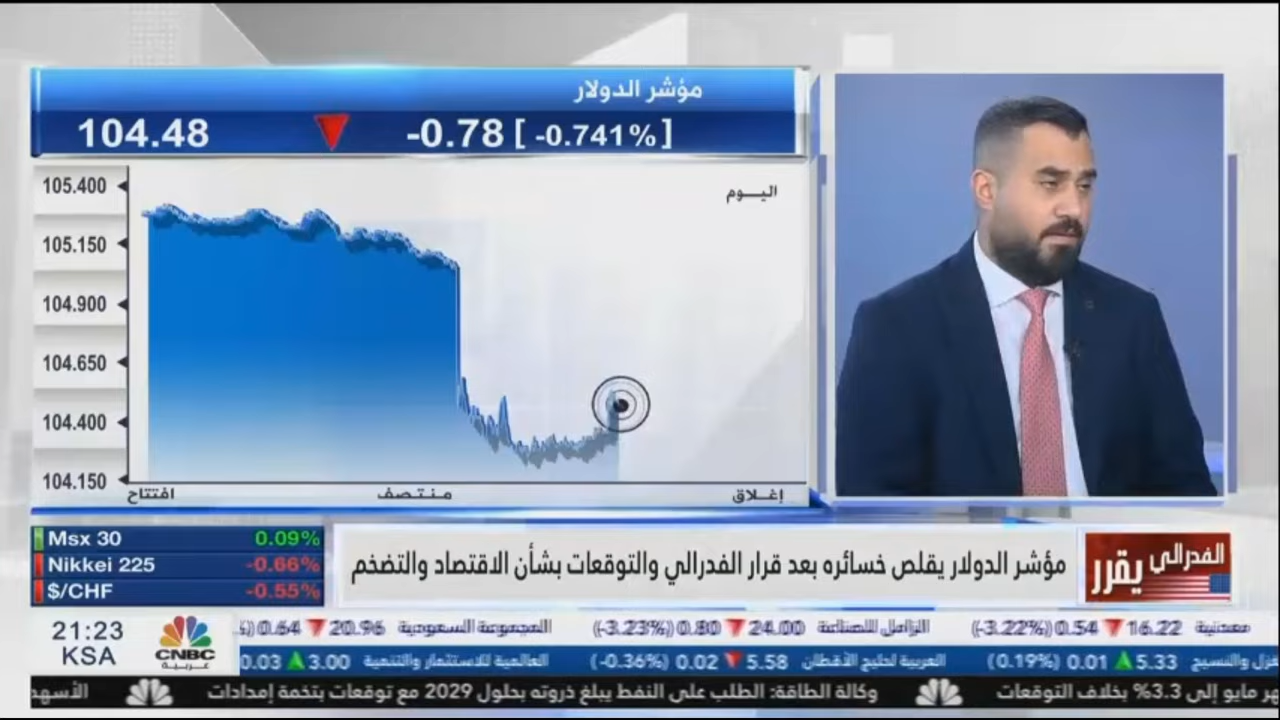 مؤشر الدولار
104.48 ▼ -0.78 [ -0.741% ]
اليـــوم
105.400
105.150
104.900
104.650
104.400
104.150
افتتاح
منـتـصف
إغــلاق
Msx 30 0.09%
Nikkei 225 -0.66%
$/CHF -0.55%
مؤشر الدولار يقلص خسائره بعد قرار الفدرالي والتوقعات بشأن الاقتصاد والتضخم
الفدرالي يقرر
21:23
KSA
CNBC
عربية
معدنية 16.22 ▼ 0.54 (-3.22%) الزامل للصناعة 24.00 ▼ 0.80 (-3.23%) المجموعة السعودية 20.96 ▼ 0.64
غزل والنسيج 5.33 ▲ 0.01 (0.19%) العربية لحليج الأقطان 5.58 ▼ 0.02 (-0.36%) العالمية للاستثمار والتنمية 3.00 ▲ 0.03
مايو إلى 3.3% بخلاف التوقعات وكالة الطاقة: الطلب على النفط يبلغ ذروته بحلول 2029 مع توقعات بتخمة إمدادات